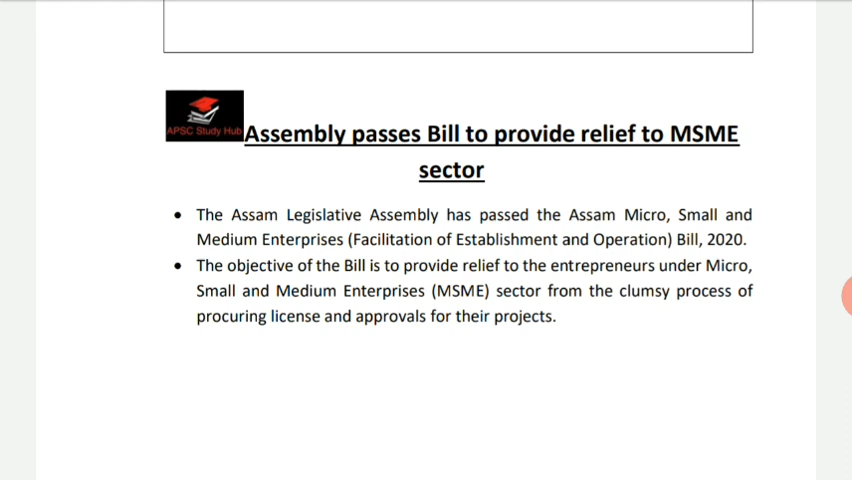 APSC Study Hub
Assembly passes Bill to provide relief to MSME
sector
• The Assam Legislative Assembly has passed the Assam Micro, Small and
Medium Enterprises (Facilitation of Establishment and Operation) Bill, 2020.
• The objective of the Bill is to provide relief to the entrepreneurs under Micro,
Small and Medium Enterprises (MSME) sector from the clumsy process of
procuring license and approvals for their projects.